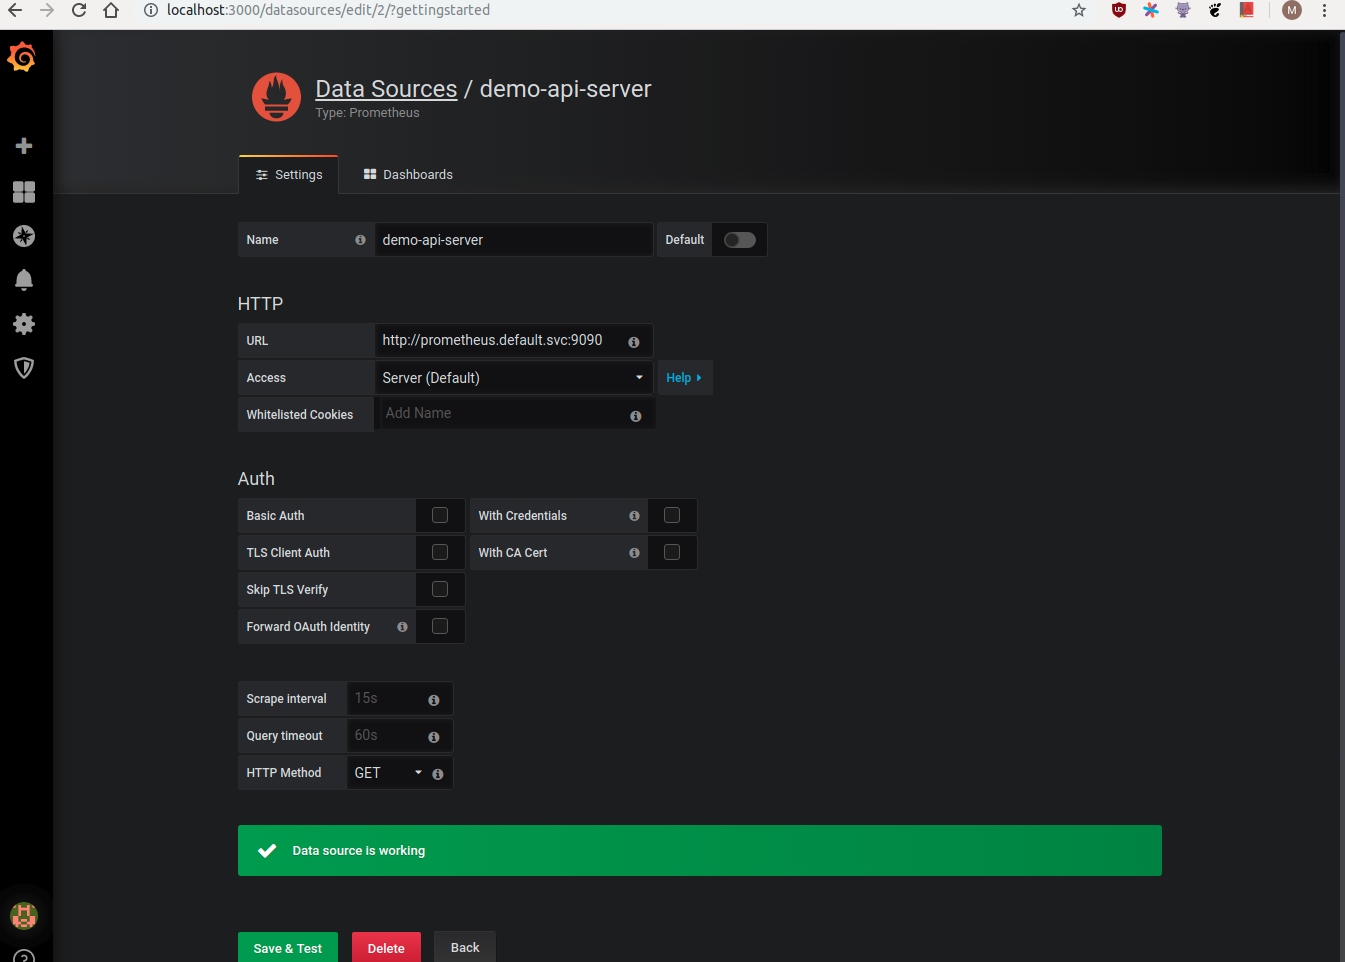 localhost:3000/datasources/edit/2/?gettingstarted
M
Data Sources / demo-api-server
Type: Prometheus
Settings
Dashboards
Name demo-api-server Default
HTTP
URL http://prometheus.default.svc:9090
Access Server (Default) Help
Whitelisted Cookies Add Name
Auth
Basic Auth With Credentials
TLS Client Auth With CA Cert
Skip TLS Verify
Forward OAuth Identity
Scrape interval 15s
Query timeout 60s
HTTP Method GET
Data source is working
Save & Test Delete Back